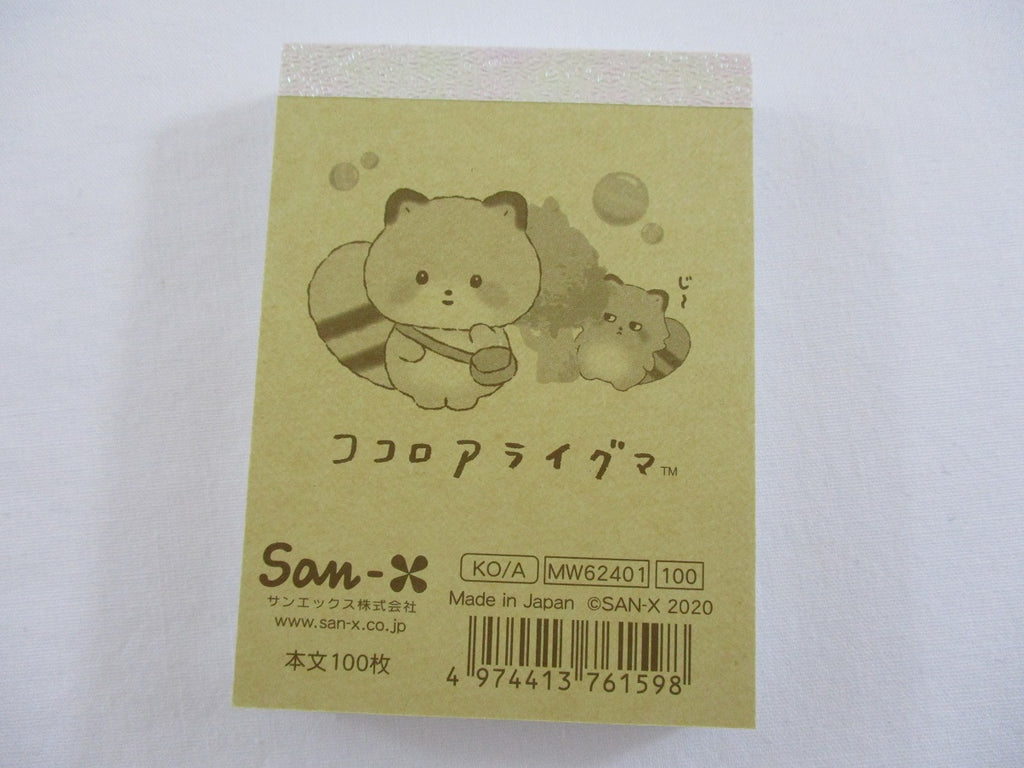 じ～
ココロアライグマ™
San-X
サンエックス株式会社
www.san-x.co.jp
本文100枚
KO/A MW62401 100
Made in Japan ©SAN-X 2020
4 974413 761598